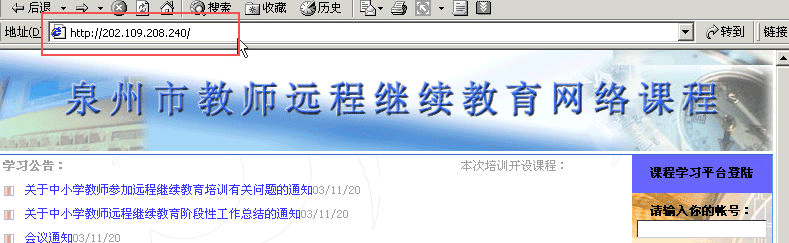 后退 搜索 收藏 历史
地址(D) http://202.109.208.240/ 转到 链接
泉州市教师远程继续教育网络课程
学习公告： 本次培训开设课程： 课程学习平台登陆
关于中小学教师参加远程继续教育培训有关问题的通知03/11/20
请输入你的帐号：
关于中小学教师远程继续教育阶段性工作总结的通知03/11/20
会议通知03/11/20